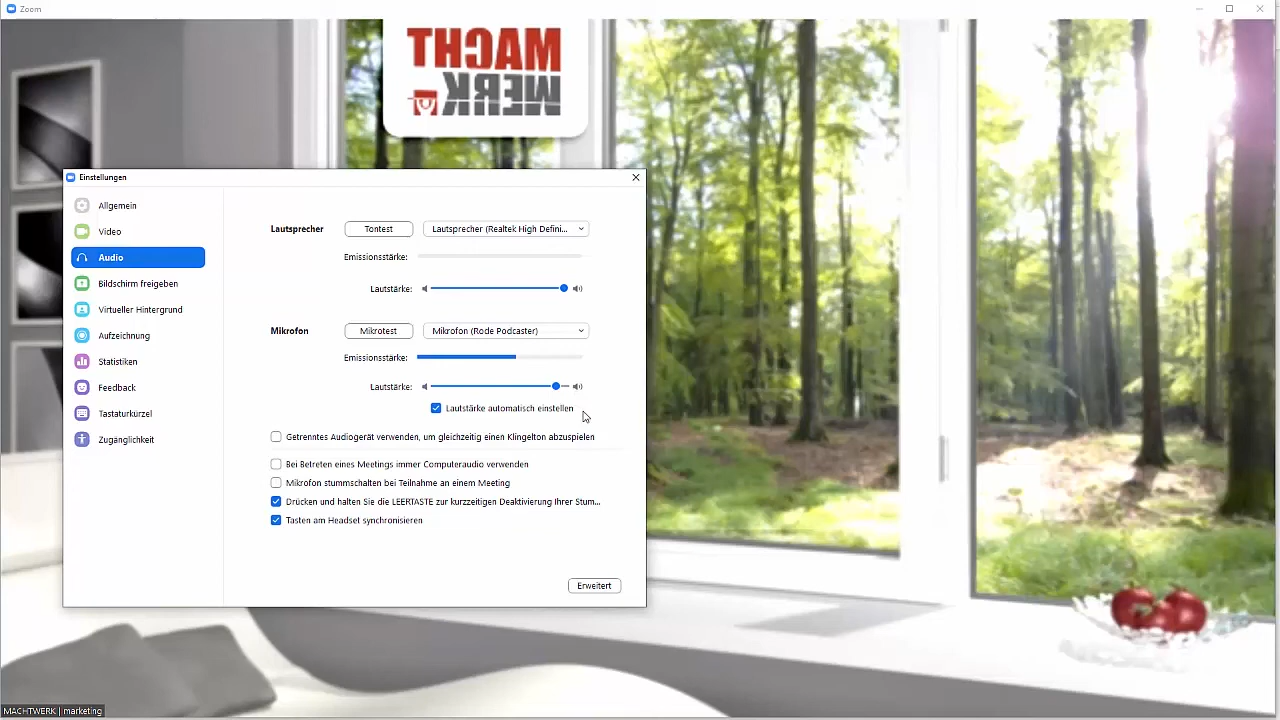 Zoom
MACHT
WERK
Einstellungen
Allgemein
Video
Audio
Bildschirm freigeben
Virtueller Hintergrund
Aufzeichnung
Statistiken
Feedback
Tastaturkürzel
Zugänglichkeit
Lautsprecher Tontest Lautsprecher (Realtek High Defini...
Emissionsstärke:
Lautstärke:
Mikrofon Mikrotest Mikrofon (Rode Podcaster)
Emissionsstärke:
Lautstärke:
Lautstärke automatisch einstellen
Getrenntes Audiogerät verwenden, um gleichzeitig einen Klingelton abzuspielen
Bei Betreten eines Meetings immer Computeraudio verwenden
Mikrofon stummschalten bei Teilnahme an einem Meeting
Drücken und halten Sie die LEERTASTE zur kurzzeitigen Deaktivierung Ihrer Stum...
Tasten am Headset synchronisieren
Erweitert
MACHTWERK | marketing